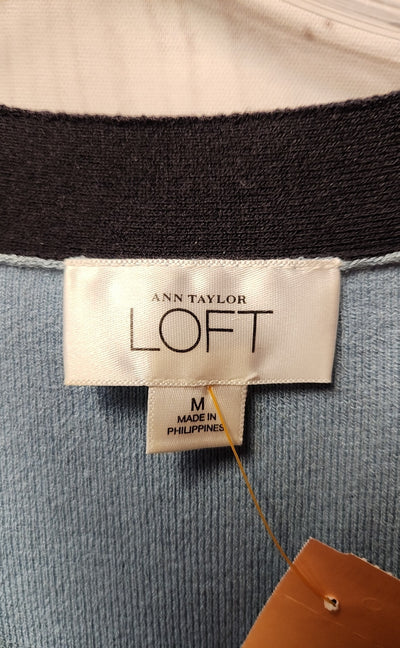 ANN TAYLOR
LOFT
M
MADE IN
PHILIPPINES